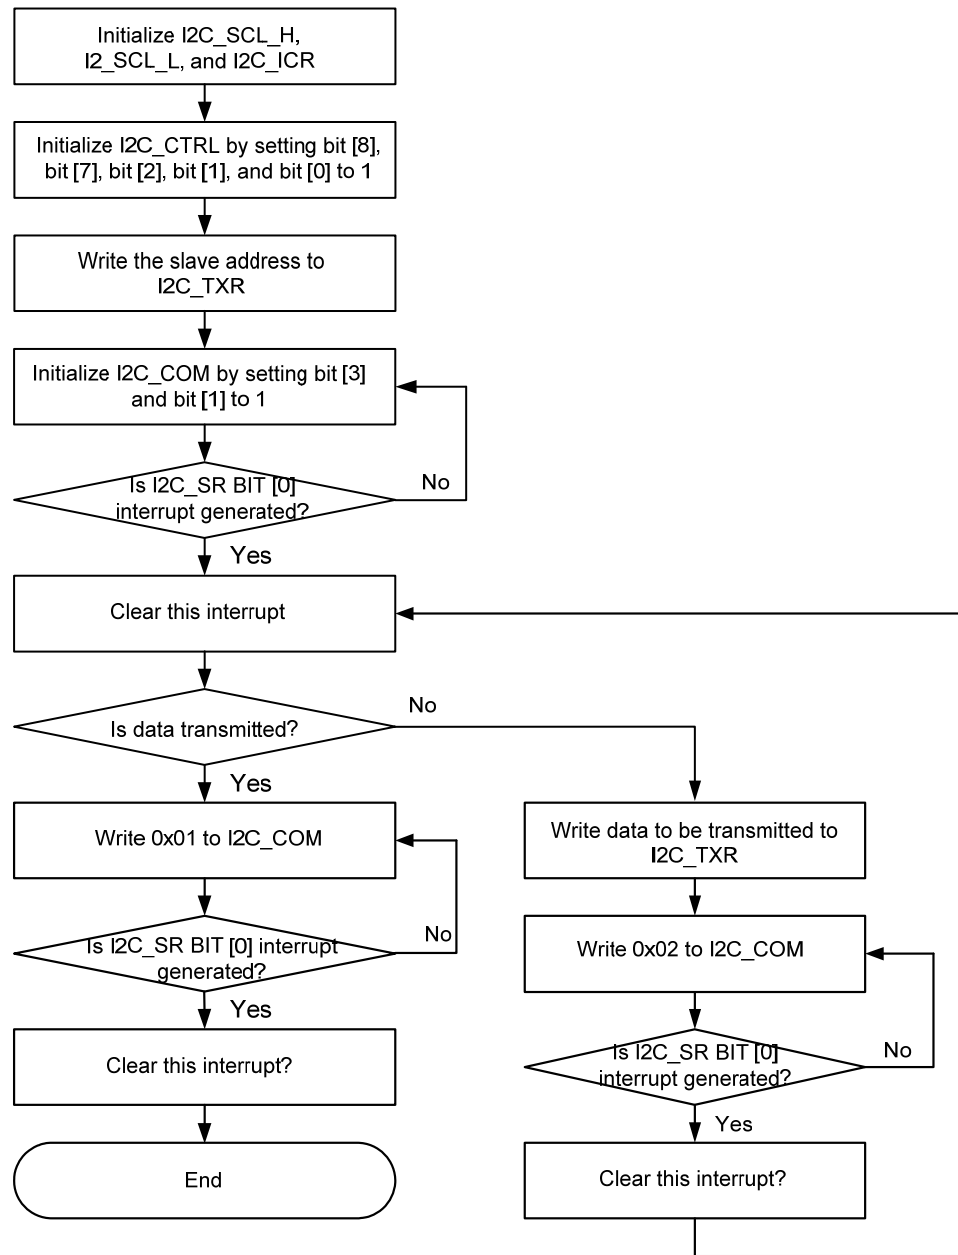 Initialize I2C_SCL_H,
I2_SCL_L, and I2C_ICR
Initialize I2C_CTRL by setting bit [8],
bit [7], bit [2], bit [1], and bit [0] to 1
Write the slave address to
I2C_TXR
Initialize I2C_COM by setting bit [3]
and bit [1] to 1
Is I2C_SR BIT [0]
interrupt generated?
No
Yes
Clear this interrupt
Is data transmitted?
No
Yes
Write 0x01 to I2C_COM
Is I2C_SR BIT [0] interrupt
generated?
No
Yes
Clear this interrupt?
End
Write data to be transmitted to
I2C_TXR
Write 0x02 to I2C_COM
Is I2C_SR BIT [0]
interrupt generated?
No
Yes
Clear this interrupt?